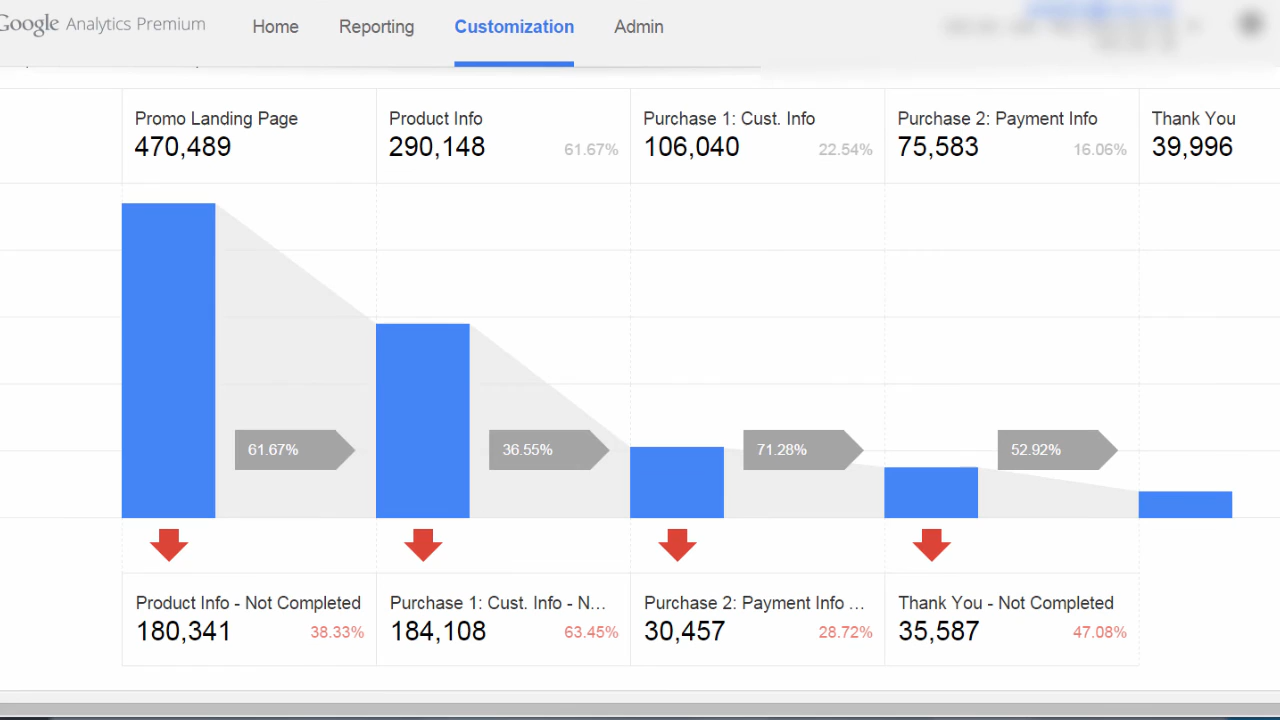 Google Analytics Premium Home Reporting Customization Admin
Promo Landing Page Product Info Purchase 1: Cust. Info Purchase 2: Payment Info Thank You
470,489 290,148 61.67% 106,040 22.54% 75,583 16.06% 39,996
61.67% 36.55% 71.28% 52.92%
Product Info - Not Completed Purchase 1: Cust. Info - N... Purchase 2: Payment Info ... Thank You - Not Completed
180,341 38.33% 184,108 63.45% 30,457 28.72% 35,587 47.08%